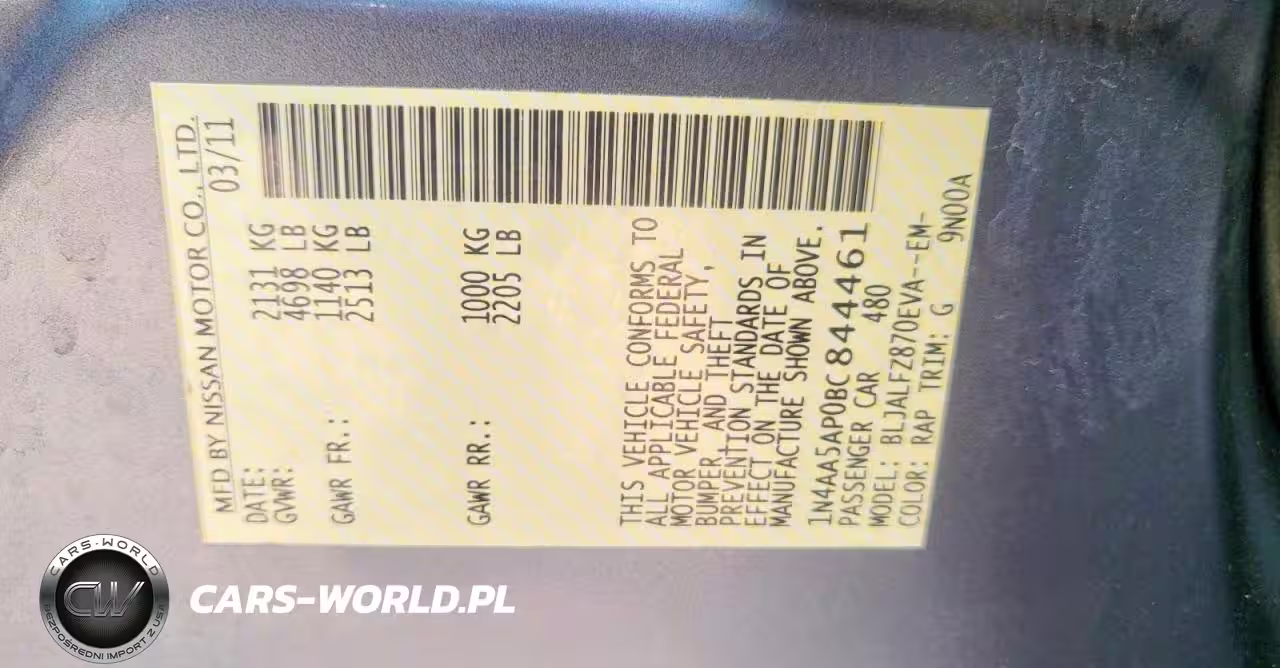 MFD BY NISSAN MOTOR CO., LTD.
DATE: 03/11
GVWR: 2131 KG
4698 LB
GAWR FR.: 1140 KG
2513 LB
GAWR RR.: 1000 KG
2205 LB
THIS VEHICLE CONFORMS TO
ALL APPLICABLE FEDERAL
MOTOR VEHICLE SAFETY,
BUMPER, AND THEFT
PREVENTION STANDARDS IN
EFFECT ON THE DATE OF
MANUFACTURE SHOWN ABOVE.
1N4AA5AP0BC844461
PASSENGER CAR 480
MODEL: BLJALFZ870EVA--EM-
COLOR: RAP TRIM: G 9N00A
CARS-WORLD
CW
BEZPOŚREDNI IMPORT Z USA
CARS-WORLD.PL